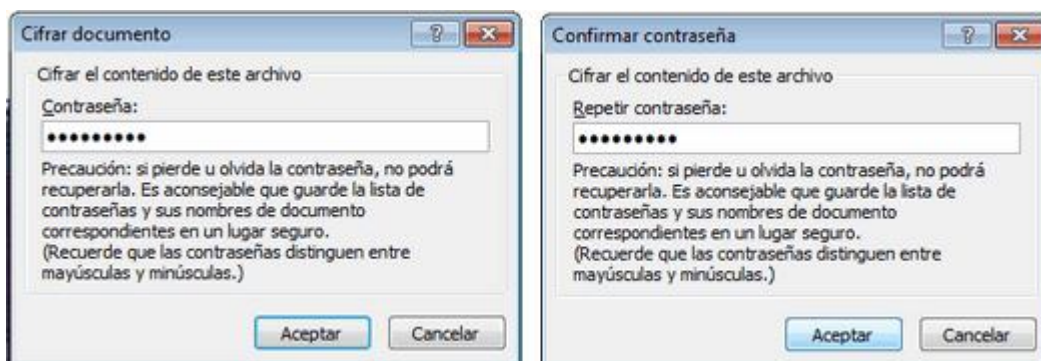 Cifrar documento
Cifrar el contenido de este archivo
Contraseña:
•••••••••
Precaución: si pierde u olvida la contraseña, no podrá
recuperarla. Es aconsejable que guarde la lista de
contraseñas y sus nombres de documento
correspondientes en un lugar seguro.
(Recuerde que las contraseñas distinguen entre
mayúsculas y minúsculas.)
Aceptar Cancelar
Confirmar contraseña
Cifrar el contenido de este archivo
Repetir contraseña:
•••••••••
Precaución: si pierde u olvida la contraseña, no podrá
recuperarla. Es aconsejable que guarde la lista de
contraseñas y sus nombres de documento
correspondientes en un lugar seguro.
(Recuerde que las contraseñas distinguen entre
mayúsculas y minúsculas.)
Aceptar Cancelar